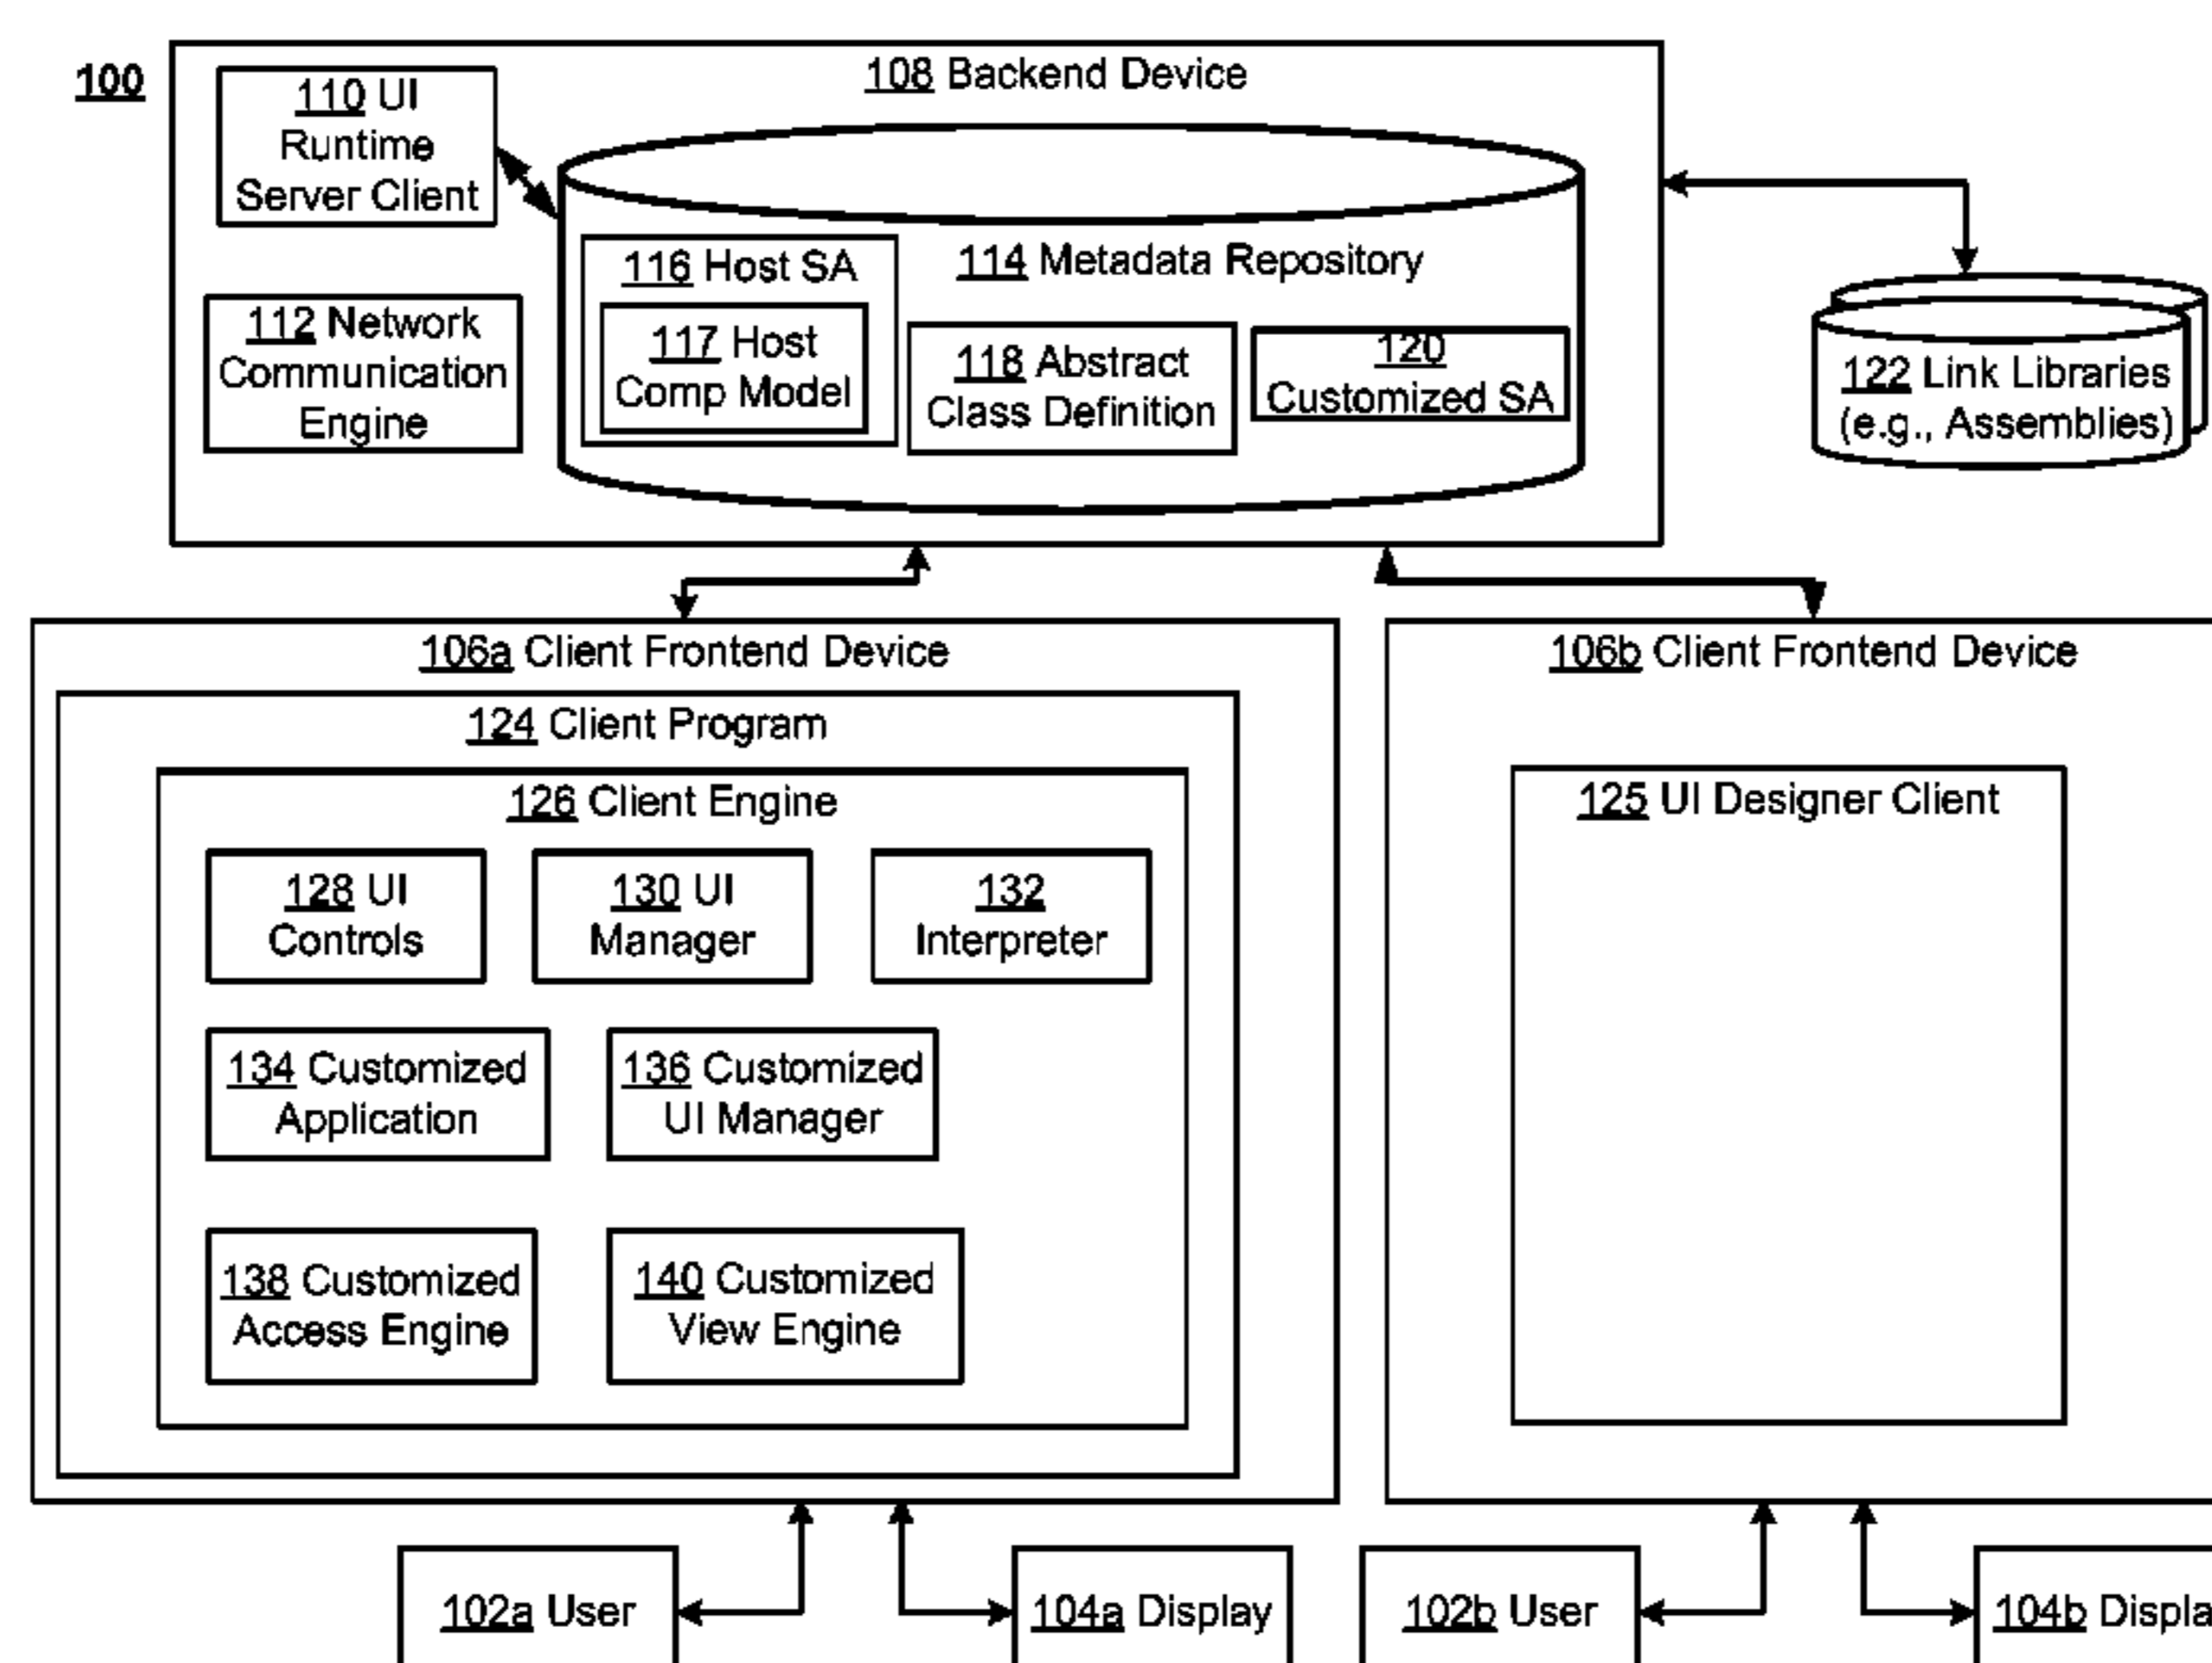 100
108 Backend Device
110 UI
Runtime
Server Client
112 Network
Communication
Engine
114 Metadata Repository
116 Host SA
117 Host
Comp Model
118 Abstract
Class Definition
120
Customized SA
122 Link Libraries
(e.g., Assemblies)
106a Client Frontend Device
124 Client Program
126 Client Engine
128 UI
Controls
130 UI
Manager
132
Interpreter
134 Customized
Application
136 Customized
UI Manager
138 Customized
Access Engine
140 Customized
View Engine
106b Client Frontend Device
125 UI Designer Client
102a User
104a Display
102b User
104b Displa